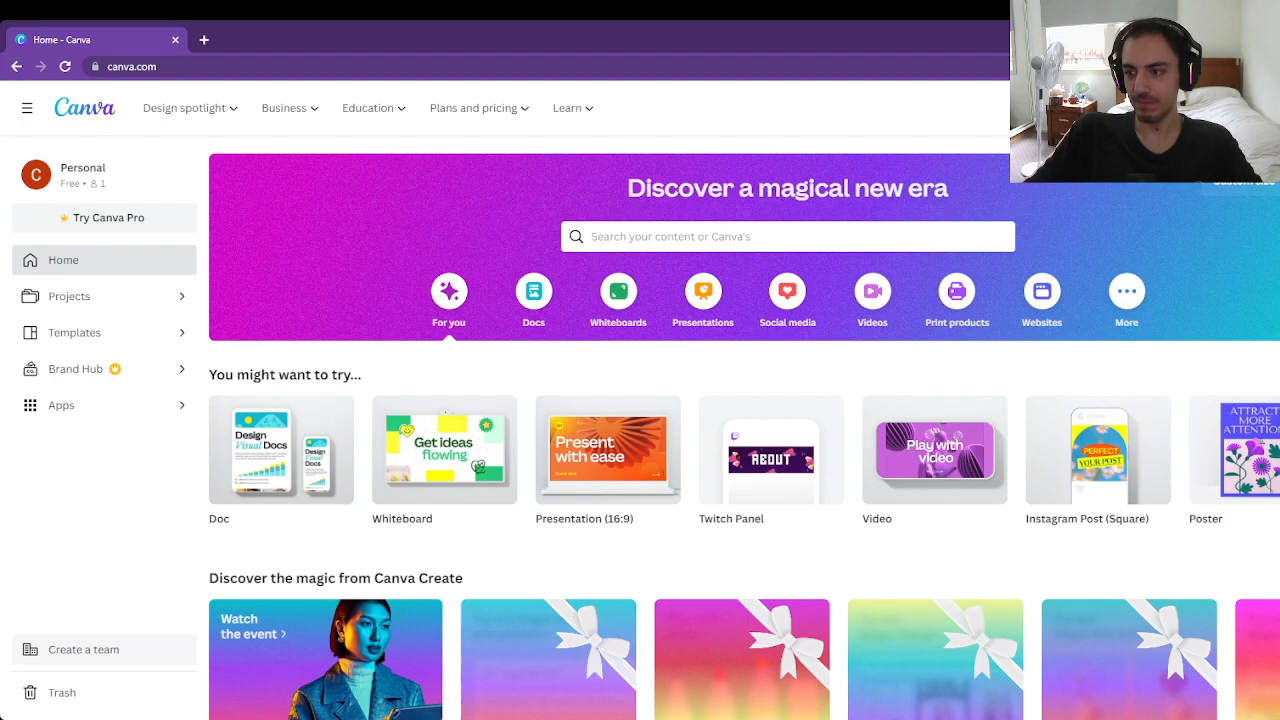 Home - Canva
canva.com
Canva
Design spotlight
Business
Education
Plans and pricing
Learn
C
Personal
Free • 1
Try Canva Pro
Home
Projects
Templates
Brand Hub
Apps
Create a team
Trash
Discover a magical new era
Search your content or Canva's
For you
Docs
Whiteboards
Presentations
Social media
Videos
Print products
Websites
More
You might want to try...
Design
Visual Docs
Design
Visual Docs
Get ideas
flowing
Present
with ease
ABOUT
Play with
video
PERFECT
YOUR POST
ATTRACT
MORE
ATTENTION
Doc
Whiteboard
Presentation (16:9)
Twitch Panel
Video
Instagram Post (Square)
Poster
Discover the magic from Canva Create
Watch
the event